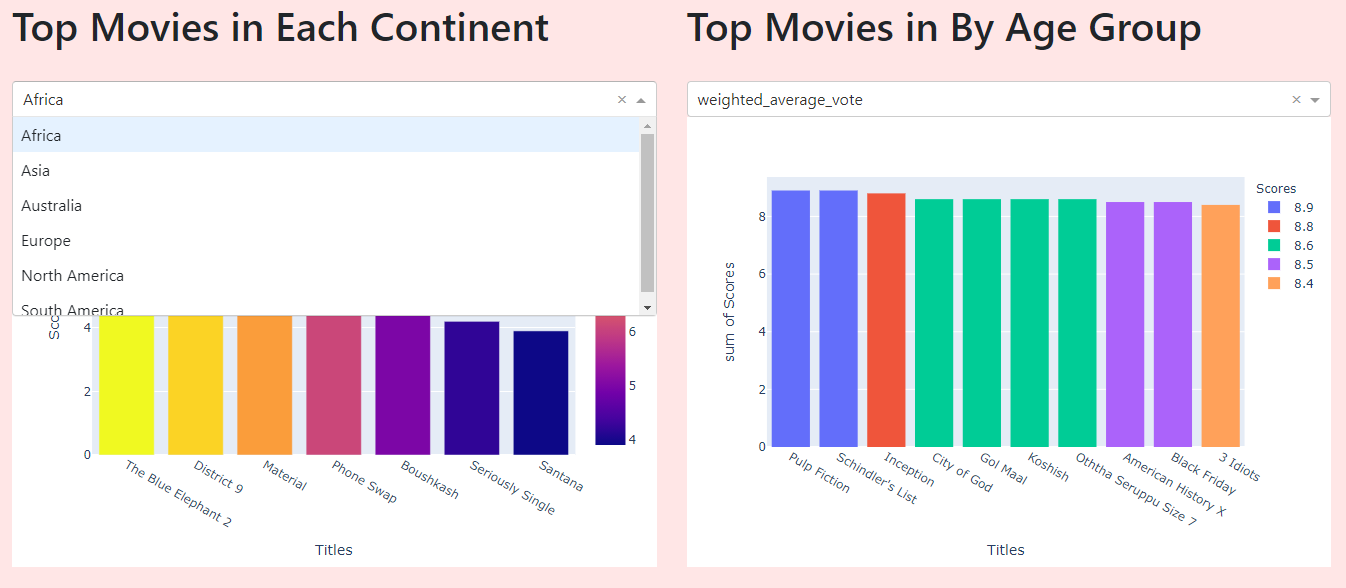 Top Movies in Each Continent
Africa
Africa
Asia
Australia
Europe
North America
South America
Sco
4
2
0
The Blue Elephant 2
District 9
Material
Phone Swap
Boushkash
Seriously Single
Santana
Titles
6
5
4
Top Movies in By Age Group
weighted_average_vote
sum of Scores
8
6
4
2
0
Pulp Fiction
Schindler's List
Inception
City of God
Gol Maal
Koshish
Oththa Seruppu Size 7
American History X
Black Friday
3 Idiots
Titles
Scores
8.9
8.8
8.6
8.5
8.4